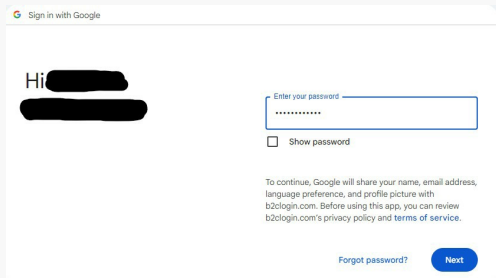 Sign in with Google
Hi
Enter your password
••••••••••••
Show password
To continue, Google will share your name, email address,
language preference, and profile picture with
b2clogin.com. Before using this app, you can review
b2clogin.com's privacy policy and terms of service.
Forgot password?
Next